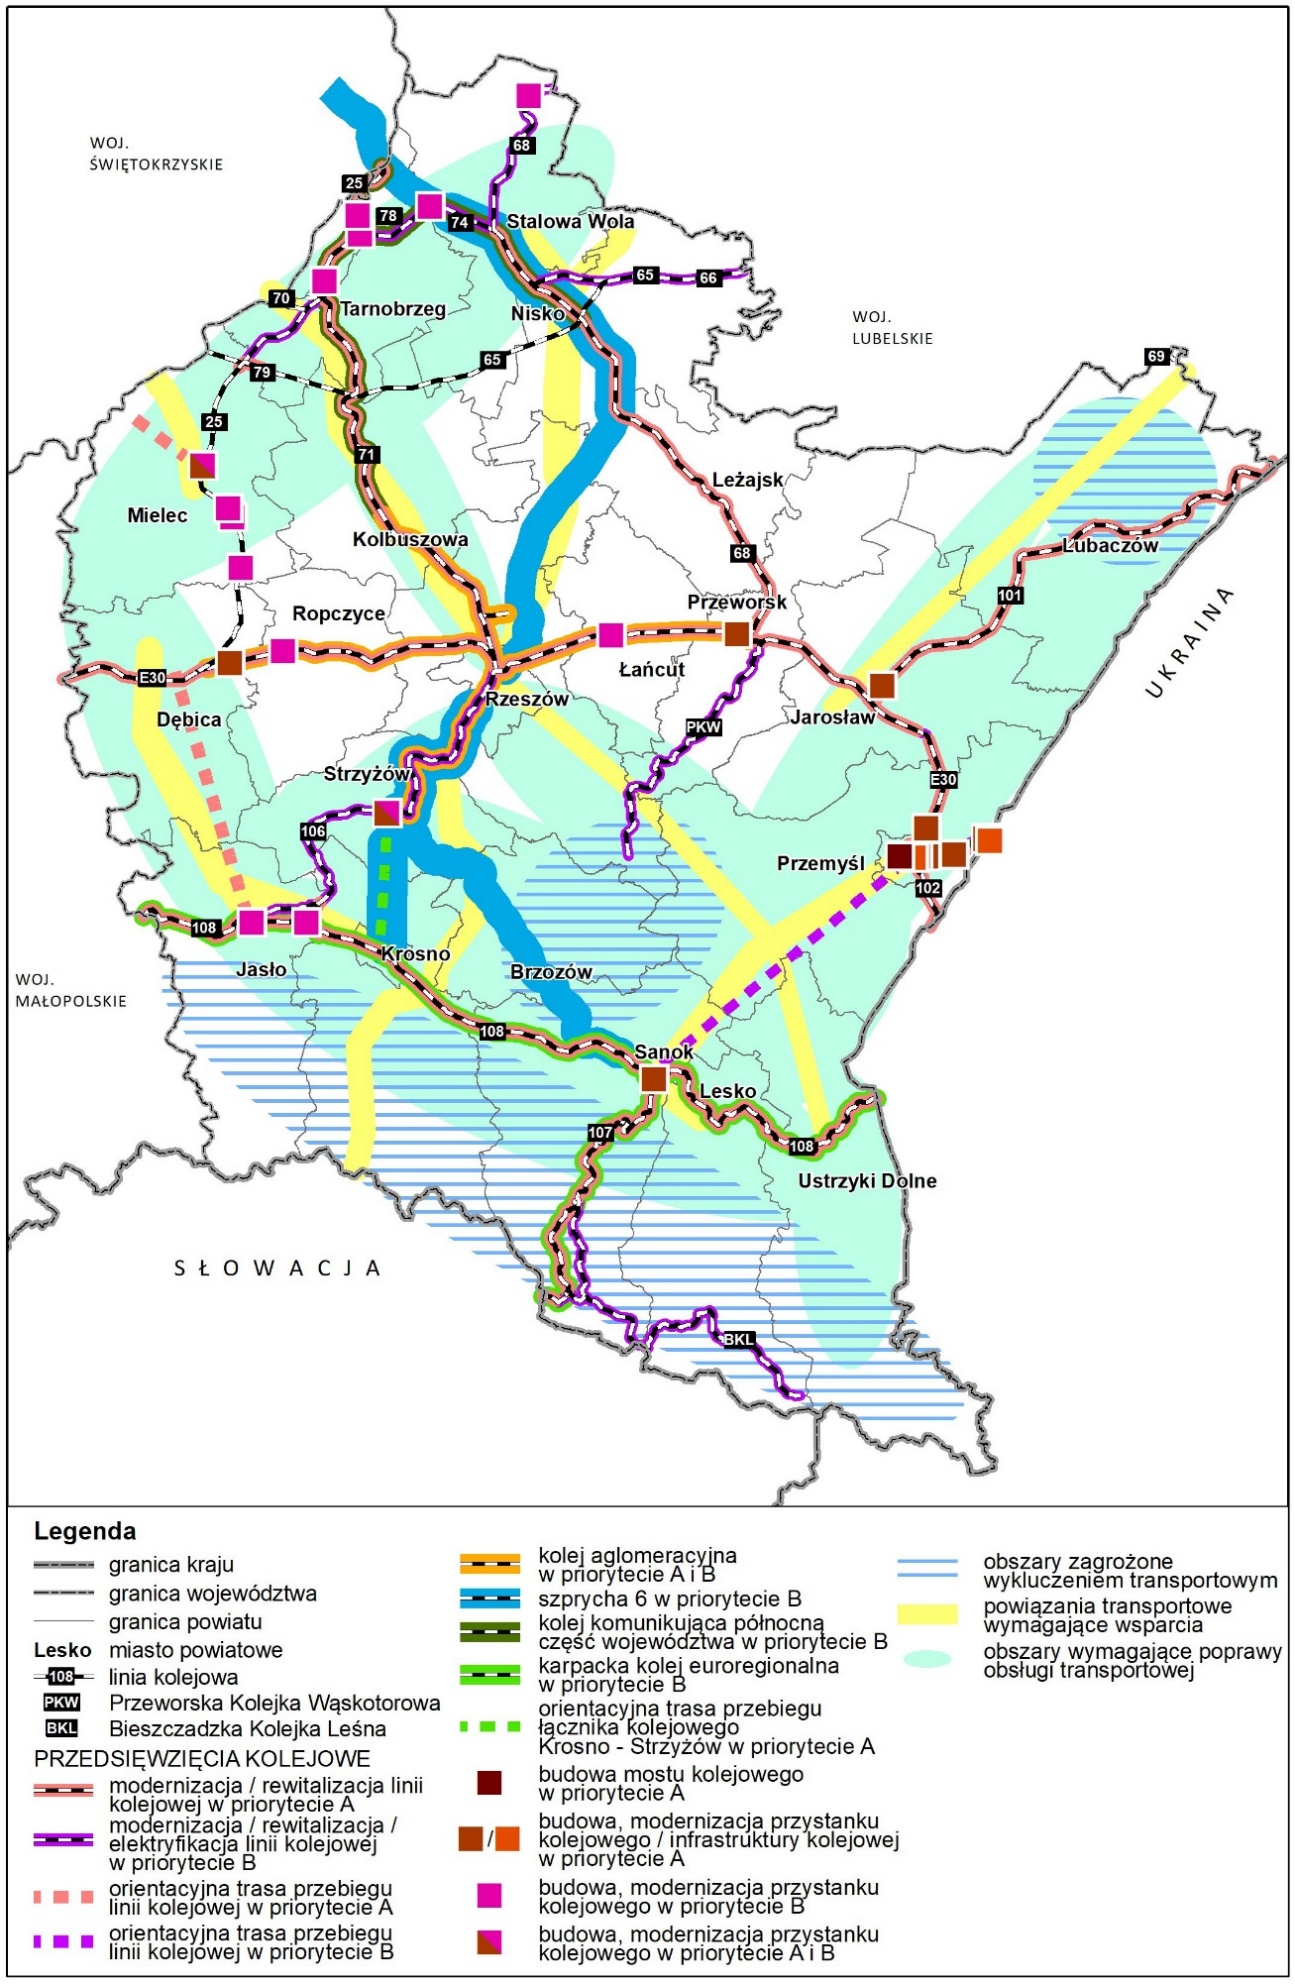 WOJ.
ŚWIĘTOKRZYSKIE
68
25
78
74
Stalowa Wola
65
66
70
Tarnobrzeg
Nisko
WOJ.
LUBELSKIE
65
69
79
25
71
Leżajsk
Mielec
Kolbuszowa
68
Lubaczów
101
Ropczyce
Przeworsk
UKRAINA
E30
Łańcut
Rzeszów
Dębica
Jarosław
PKW
Strzyżów
E30
106
Przemyśl
102
108
Krosno
Jasło
Brzozów
WOJ.
MAŁOPOLSKIE
108
Sanok
Lesko
107
108
Ustrzyki Dolne
SŁOWACJA
BKL
Legenda
granica kraju
granica województwa
granica powiatu
Lesko miasto powiatowe
108 linia kolejowa
PKW Przeworska Kolejka Wąskotorowa
BKL Bieszczadzka Kolejka Leśna
PRZEDSIĘWZIĘCIA KOLEJOWE
modernizacja / rewitalizacja linii
kolejowej w priorytecie A
modernizacja / rewitalizacja /
elektryfikacja linii kolejowej
w priorytecie B
orientacyjna trasa przebiegu
linii kolejowej w priorytecie A
orientacyjna trasa przebiegu
linii kolejowej w priorytecie B
kolej aglomeracyjna
w priorytecie A i B
szprycha 6 w priorytecie B
kolej komunikująca północną
część województwa w priorytecie B
karpacka kolej euroregionalna
w priorytecie B
orientacyjna trasa przebiegu
łącznika kolejowego
Krosno - Strzyżów w priorytecie A
budowa mostu kolejowego
w priorytecie A
/
budowa, modernizacja przystanku
kolejowego / infrastruktury kolejowej
w priorytecie A
budowa, modernizacja przystanku
kolejowego w priorytecie B
budowa, modernizacja przystanku
kolejowego w priorytecie A i B
obszary zagrożone
wykluczeniem transportowym
powiązania transportowe
wymagające wsparcia
obszary wymagające poprawy
obsługi transportowej